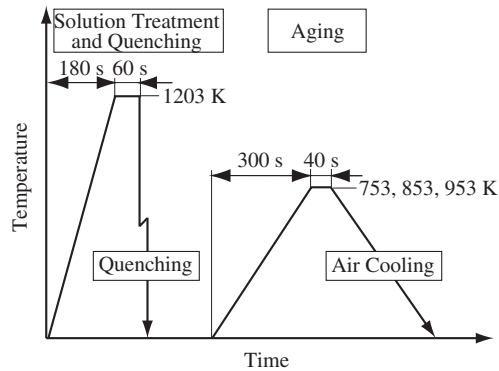 Solution Treatment
and Quenching
Aging
180 s
60 s
1203 K
300 s
40 s
753, 853, 953 K
Temperature
Quenching
Air Cooling
Time